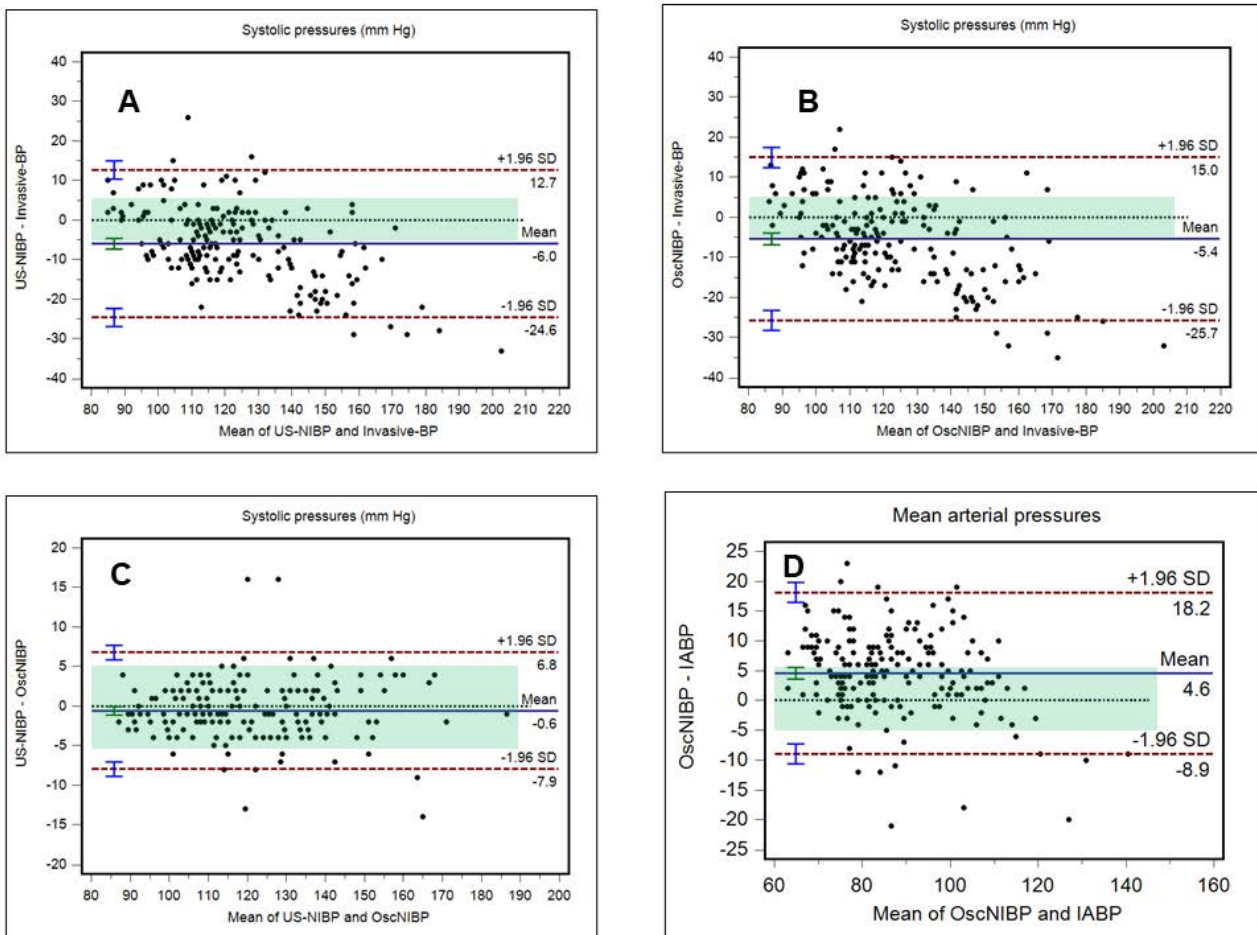 Systolic pressures (mm Hg)
A
US-NIBP - Invasive-BP
40
30
20
10
0
-10
-20
-30
-40
+1.96 SD
12.7
Mean
-6.0
-1.96 SD
-24.6
80 90 100 110 120 130 140 150 160 170 180 190 200 210 220
Mean of US-NIBP and Invasive-BP
Systolic pressures (mm Hg)
B
OscNIBP - Invasive-BP
40
30
20
10
0
-10
-20
-30
-40
+1.96 SD
15.0
Mean
-5.4
-1.96 SD
-25.7
80 90 100 110 120 130 140 150 160 170 180 190 200 210 220
Mean of OscNIBP and Invasive-BP
Systolic pressures (mm Hg)
C
US-NIBP - OscNIBP
20
15
10
5
0
-5
-10
-15
-20
+1.96 SD
6.8
Mean
-0.6
-1.96 SD
-7.9
80 90 100 110 120 130 140 150 160 170 180 190 200
Mean of US-NIBP and OscNIBP
Mean arterial pressures
D
OscNIBP - IABP
25
20
15
10
5
0
-5
-10
-15
-20
-25
+1.96 SD
18.2
Mean
4.6
-1.96 SD
-8.9
60 80 100 120 140 160
Mean of OscNIBP and IABP